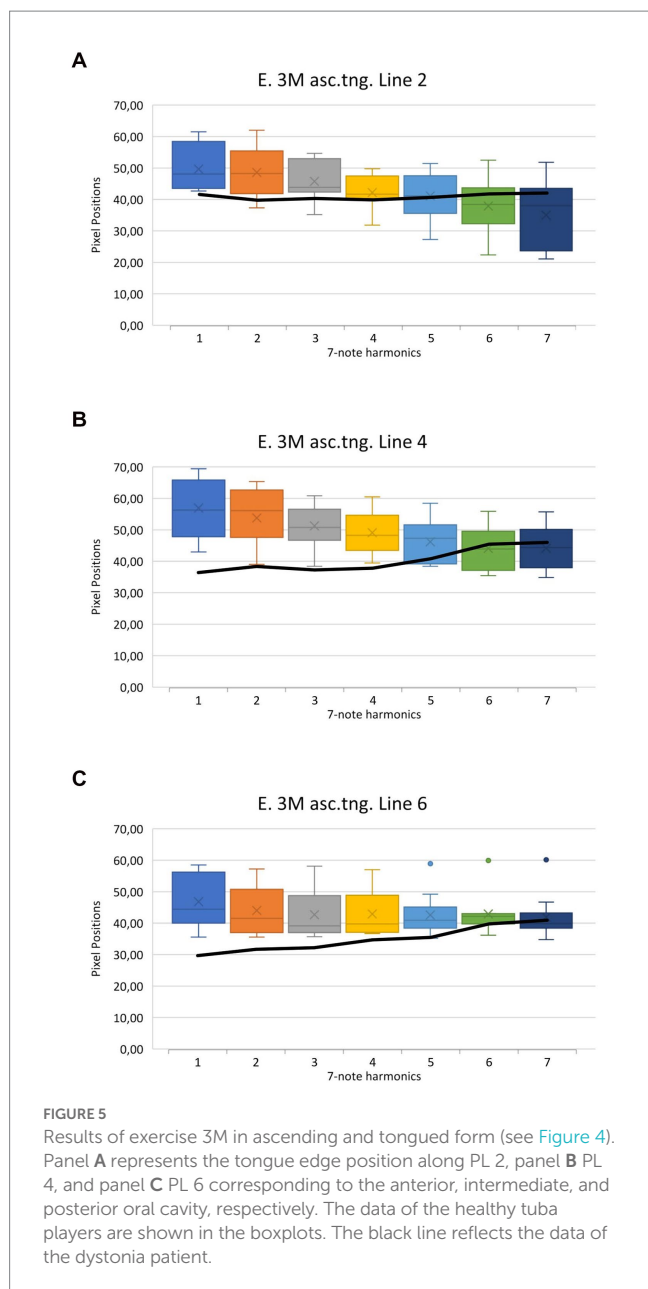 A
E. 3M asc.tng. Line 2
70,00
60,00
50,00
40,00
30,00
20,00
10,00
0,00
Pixel Positions
1 2 3 4 5 6 7
7-note harmonics
B
E. 3M asc.tng. Line 4
70,00
60,00
50,00
40,00
30,00
20,00
10,00
0,00
Pixel Positions
1 2 3 4 5 6 7
7-note harmonics
C
E. 3M asc.tng. Line 6
70,00
60,00
50,00
40,00
30,00
20,00
10,00
0,00
Pixel Positions
1 2 3 4 5 6 7
7-note harmonics
FIGURE 5
Results of exercise 3M in ascending and tongued form (see Figure 4).
Panel A represents the tongue edge position along PL 2, panel B PL
4, and panel C PL 6 corresponding to the anterior, intermediate, and
posterior oral cavity, respectively. The data of the healthy tuba
players are shown in the boxplots. The black line reflects the data of
the dystonia patient.